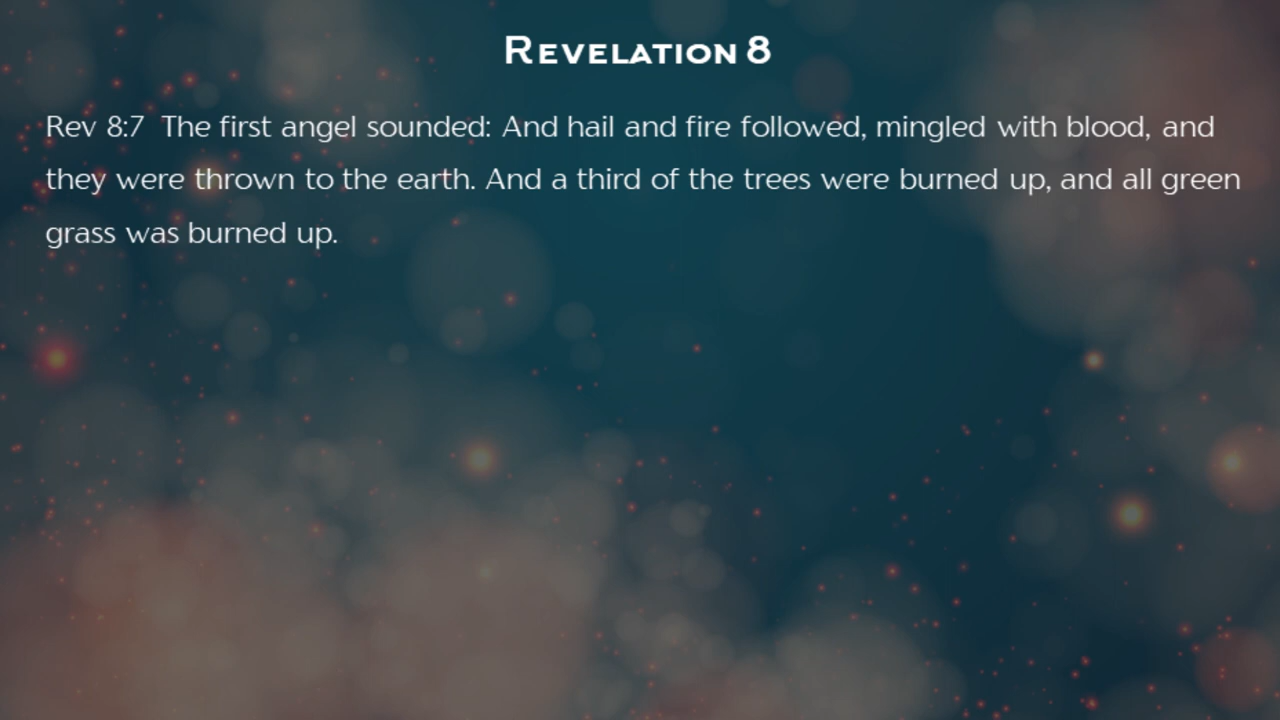 Revelation 8
Rev 8:7 The first angel sounded: And hail and fire followed, mingled with blood, and
they were thrown to the earth. And a third of the trees were burned up, and all green
grass was burned up.